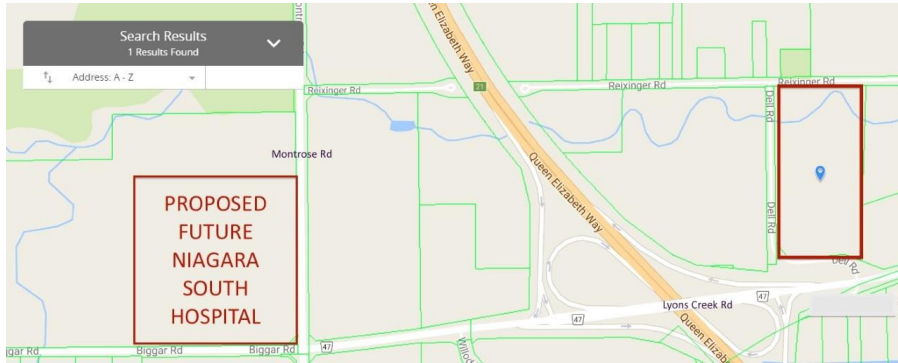 Search Results
1 Results Found
Address: A - Z
Queen Elizabeth Way
Reixinger Rd
21
Reixinger Rd
Reixinger Rd
Dell Rd
Montrose Rd
PROPOSED
FUTURE
NIAGARA
SOUTH
HOSPITAL
Queen Elizabeth Way
Dell Rd
Dell Rd
47
Lyons Creek Rd
47
Biggar Rd
Biggar Rd
47